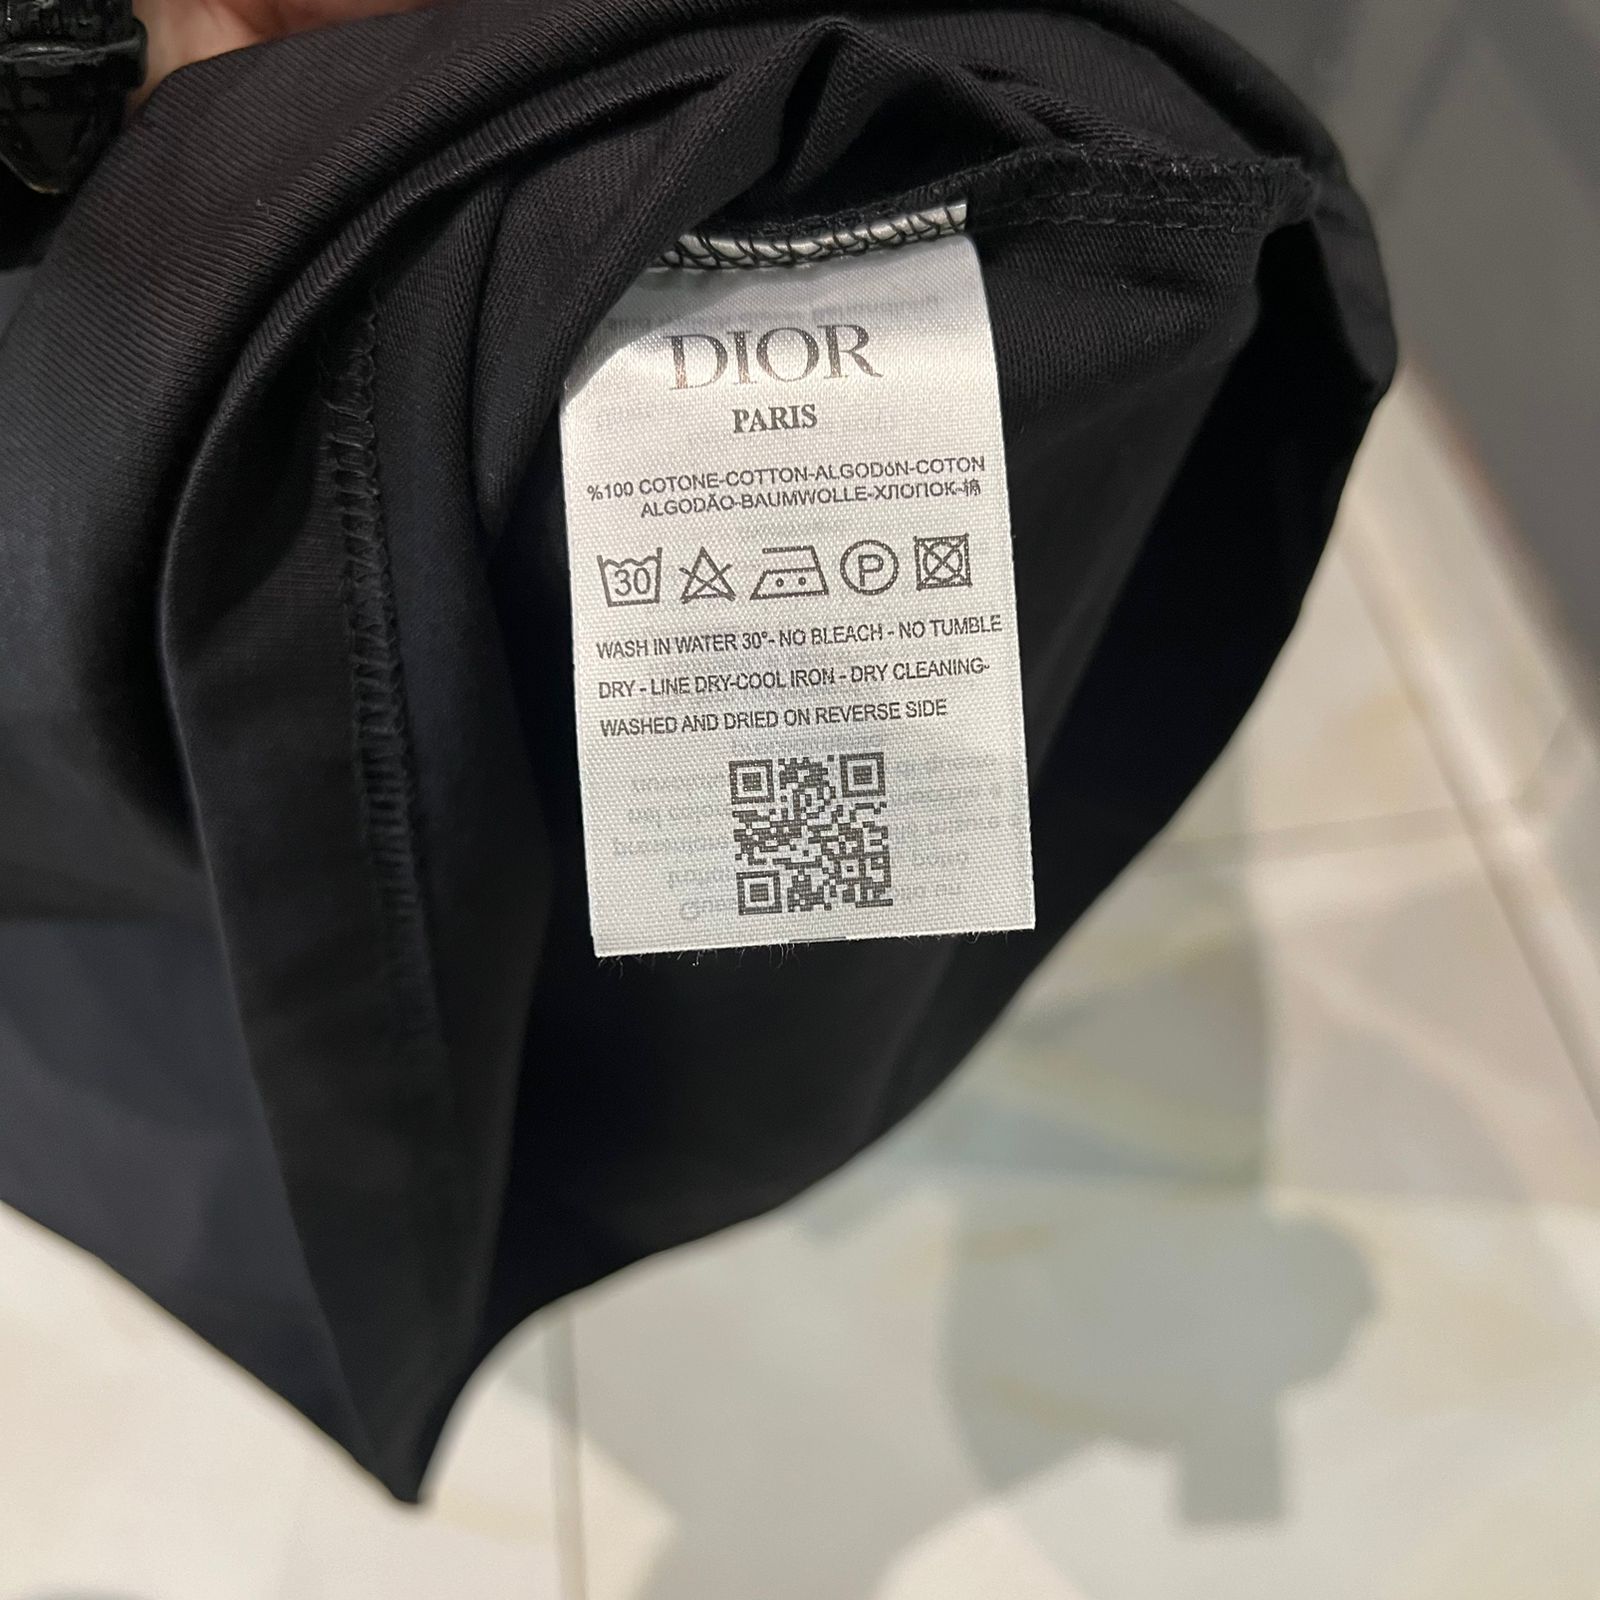 DIOR
PARIS
%100 COTONE-COTTON-ALGODóN-COTON
ALGODÃO-BAUMWOLLE-ХЛОПОК-棉
30
P
WASH IN WATER 30°- NO BLEACH - NO TUMBLE
DRY - LINE DRY-COOL IRON - DRY CLEANING-
WASHED AND DRIED ON REVERSE SIDE